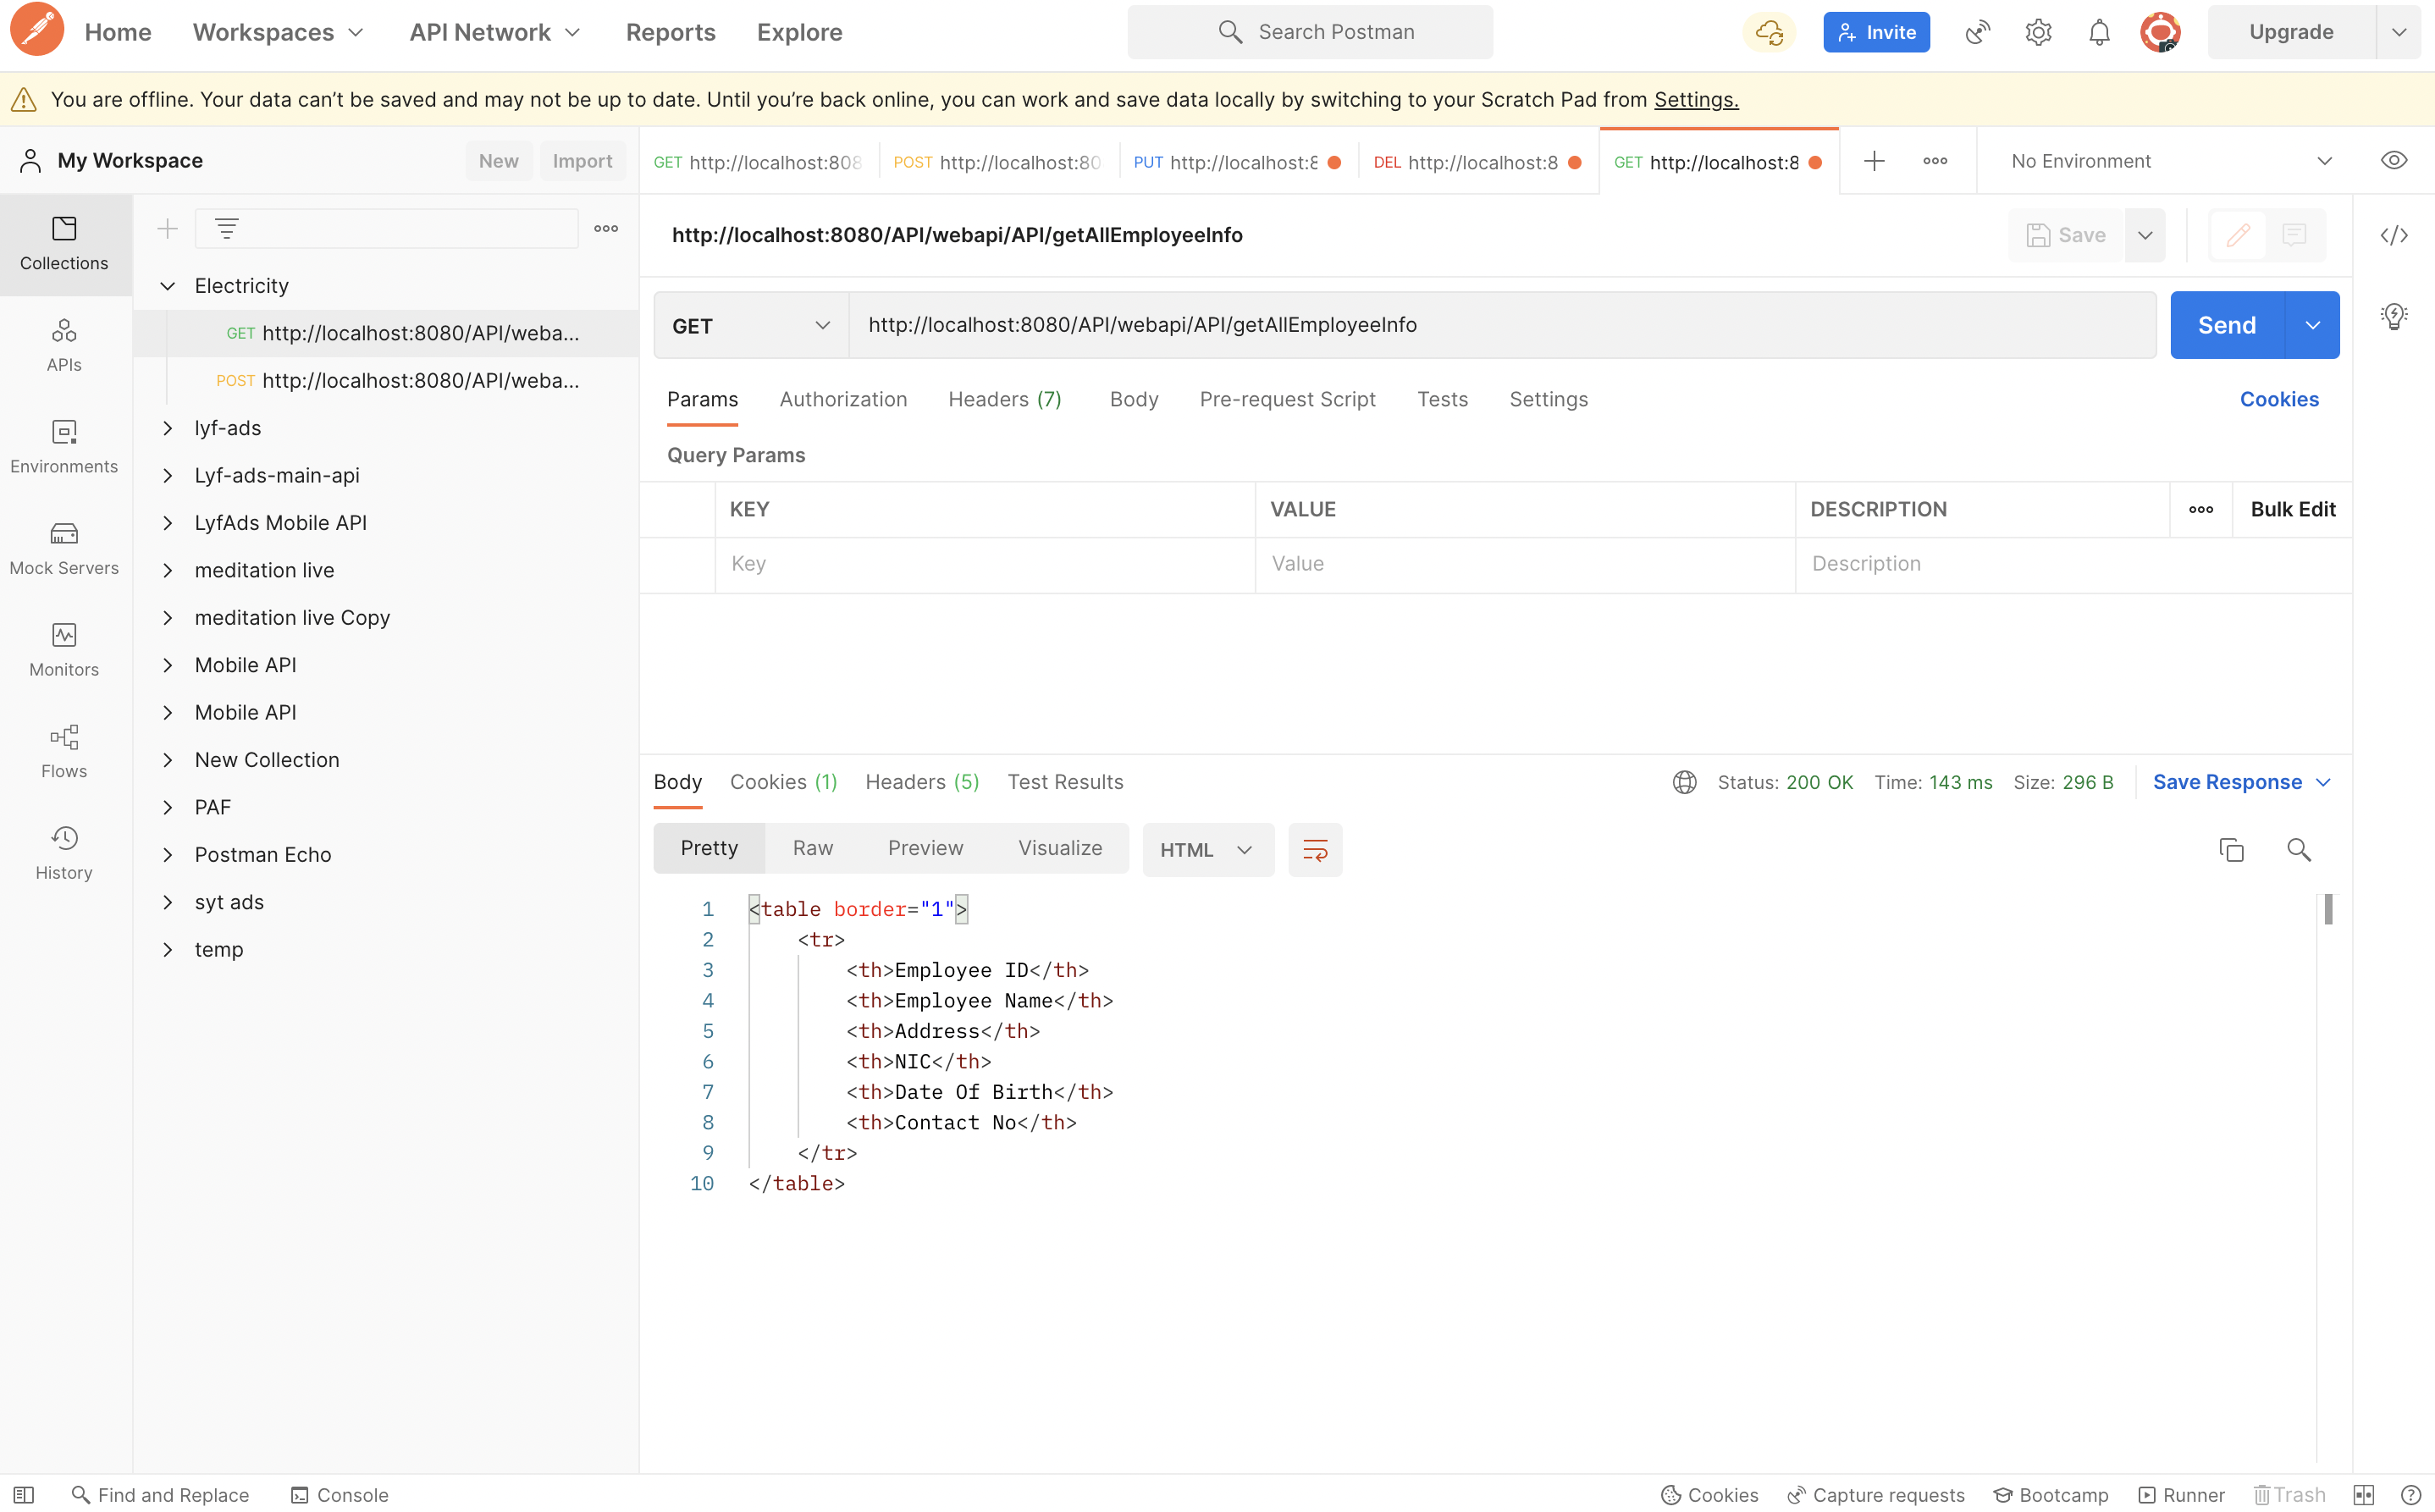 Home Workspaces API Network Reports Explore Search Postman Invite Upgrade
You are offline. Your data can’t be saved and may not be up to date. Until you’re back online, you can work and save data locally by switching to your Scratch Pad from Settings.
My Workspace New Import
GET http://localhost:808 POST http://localhost:80 PUT http://localhost:8 DEL http://localhost:8 GET http://localhost:8 No Environment
Collections
APIs
Environments
Mock Servers
Monitors
Flows
History
Electricity
GET http://localhost:8080/API/weba...
POST http://localhost:8080/API/weba...
lyf-ads
Lyf-ads-main-api
LyfAds Mobile API
meditation live
meditation live Copy
Mobile API
Mobile API
New Collection
PAF
Postman Echo
syt ads
temp
http://localhost:8080/API/webapi/API/getAllEmployeeInfo Save
GET http://localhost:8080/API/webapi/API/getAllEmployeeInfo Send
Params Authorization Headers (7) Body Pre-request Script Tests Settings Cookies
Query Params
KEY VALUE DESCRIPTION Bulk Edit
Key Value Description
Body Cookies (1) Headers (5) Test Results Status: 200 OK Time: 143 ms Size: 296 B Save Response
Pretty Raw Preview Visualize HTML
1 <table border="1">
2 <tr>
3 <th>Employee ID</th>
4 <th>Employee Name</th>
5 <th>Address</th>
6 <th>NIC</th>
7 <th>Date Of Birth</th>
8 <th>Contact No</th>
9 </tr>
10 </table>
Find and Replace Console Cookies Capture requests Bootcamp Runner Trash